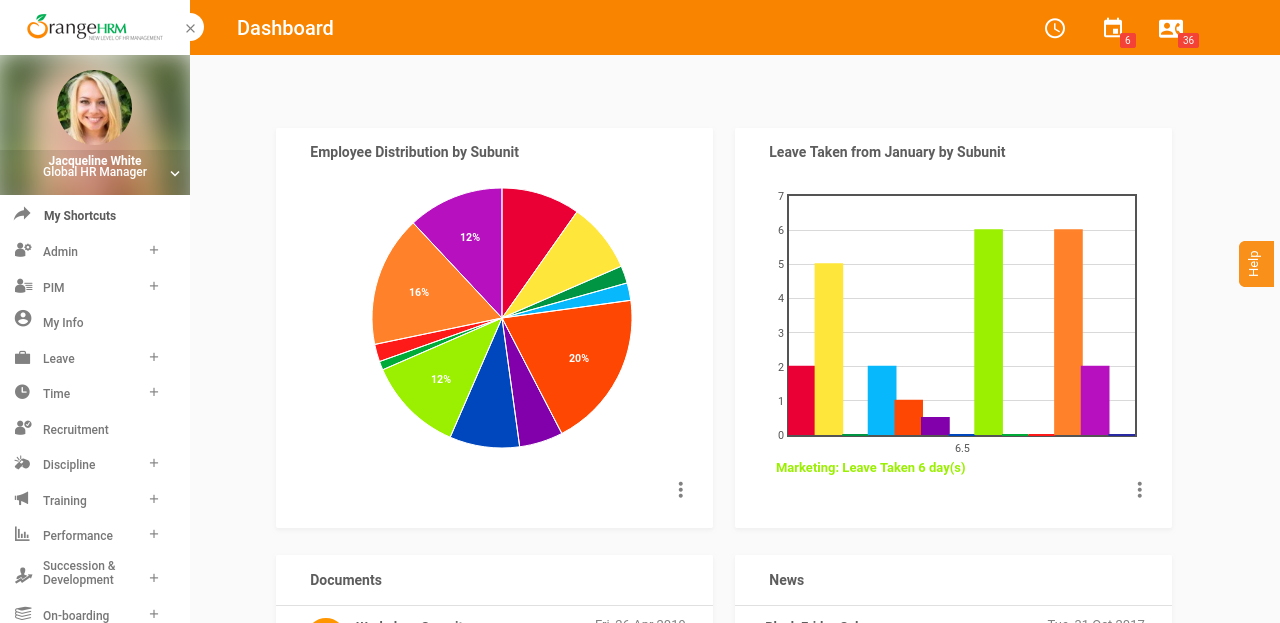 OrangeHRM
NEW LEVEL OF HR MANAGEMENT
Dashboard
6
36
Jacqueline White
Global HR Manager
My Shortcuts
Admin
PIM
My Info
Leave
Time
Recruitment
Discipline
Training
Performance
Succession &
Development
On-boarding
Employee Distribution by Subunit
12%
16%
20%
12%
Leave Taken from January by Subunit
7
6
5
4
3
2
1
0
6.5
Marketing: Leave Taken 6 day(s)
Help
Documents
News